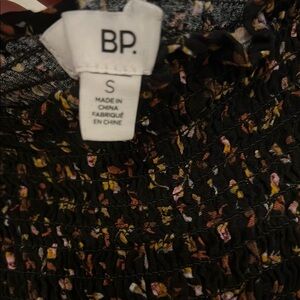 BP.
S
MADE IN
CHINA
FABRIQUÉ
EN CHINE